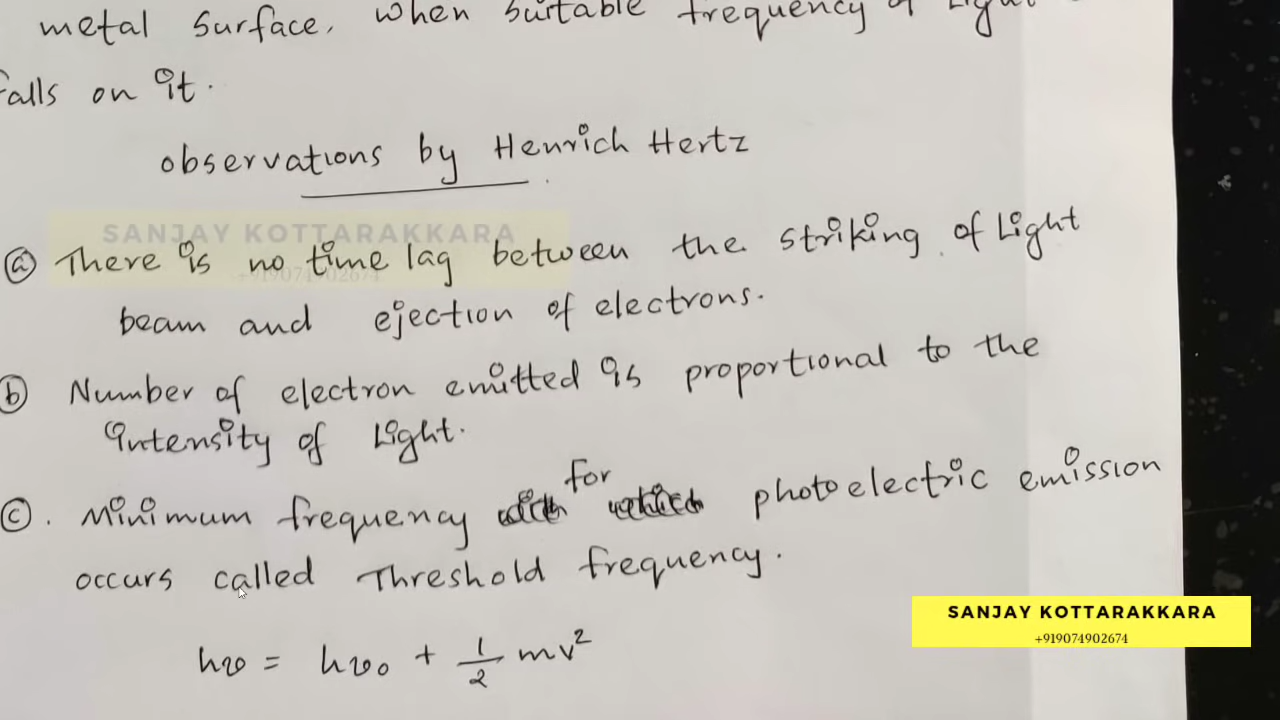 metal surface, when suitable frequency of Light
falls on it.
observations by Henrich Hertz
SANJAY KOTTARAKKARA
+919074902674
(a) There is no time lag between the striking of Light
beam and ejection of electrons.
(b) Number of electron emitted is proportional to the
intensity of Light.
(c). Minimum frequency for photoelectric emission
occurs called Threshold frequency.
hν = hν₀ + 1/2 mv²
SANJAY KOTTARAKKARA
+919074902674